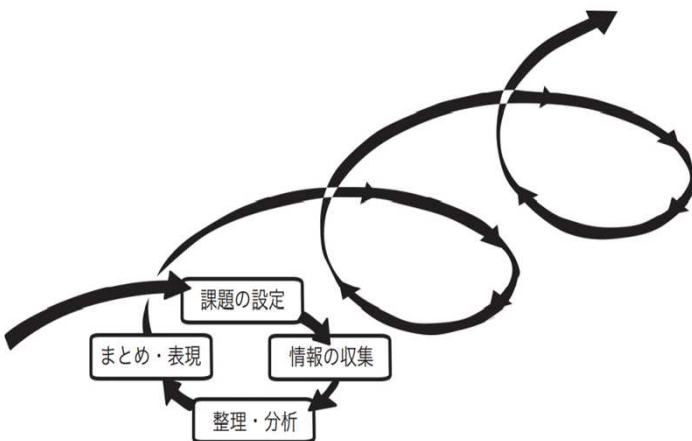 課題の設定
情報の収集
整理・分析
まとめ・表現